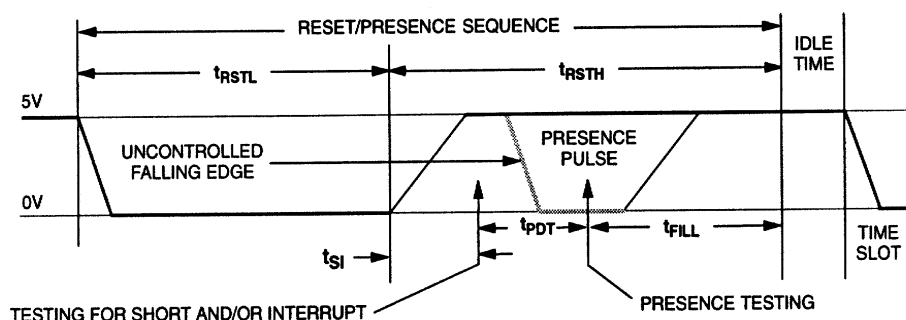 RESET/PRESENCE SEQUENCE
IDLE
TIME
tRSTL
tRSTH
5V
UNCONTROLLED
FALLING EDGE
PRESENCE
PULSE
0V
tPDT
tFILL
tSI
TIME
SLOT
TESTING FOR SHORT AND/OR INTERRUPT
PRESENCE TESTING